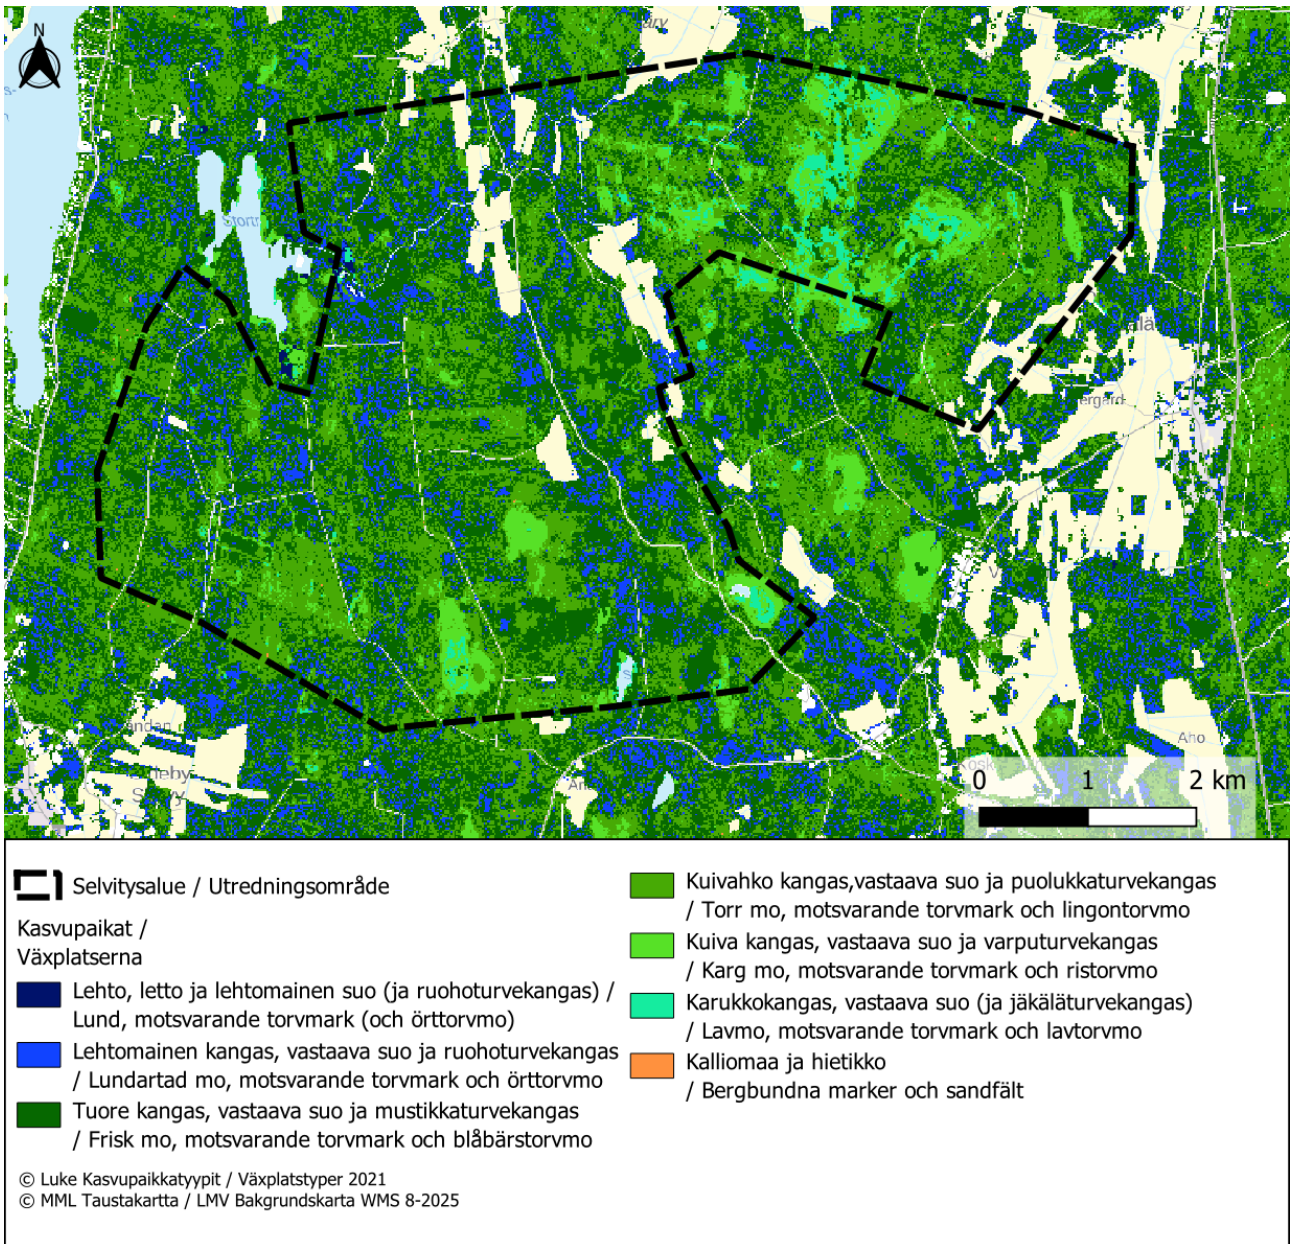 N
Selvitysalue / Utredningsområde
Kasvupaikat /
Växplatserna
Lehto, letto ja lehtomainen suo (ja ruohoturvekangas) /
Lund, motsvarande torvmark (och örttorvmo)
Lehtomainen kangas, vastaava suo ja ruohoturvekangas
/ Lundartad mo, motsvarande torvmark och örttorvmo
Tuore kangas, vastaava suo ja mustikkaturvekangas
/ Frisk mo, motsvarande torvmark och blåbärstorvmo
Kuivahko kangas,vastaava suo ja puolukkaturvekangas
/ Torr mo, motsvarande torvmark och lingontorvmo
Kuiva kangas, vastaava suo ja varputurvekangas
/ Karg mo, motsvarande torvmark och ristorvmo
Karukkokangas, vastaava suo (ja jäkäläturvekangas)
/ Lavmo, motsvarande torvmark och lavtorvmo
Kalliomaa ja hietikko
/ Bergbundna marker och sandfält
Aho
0 1 2 km
© Luke Kasvupaikkatyypit / Växplatstyper 2021
© MML Taustakartta / LMV Bakgrundskarta WMS 8-2025